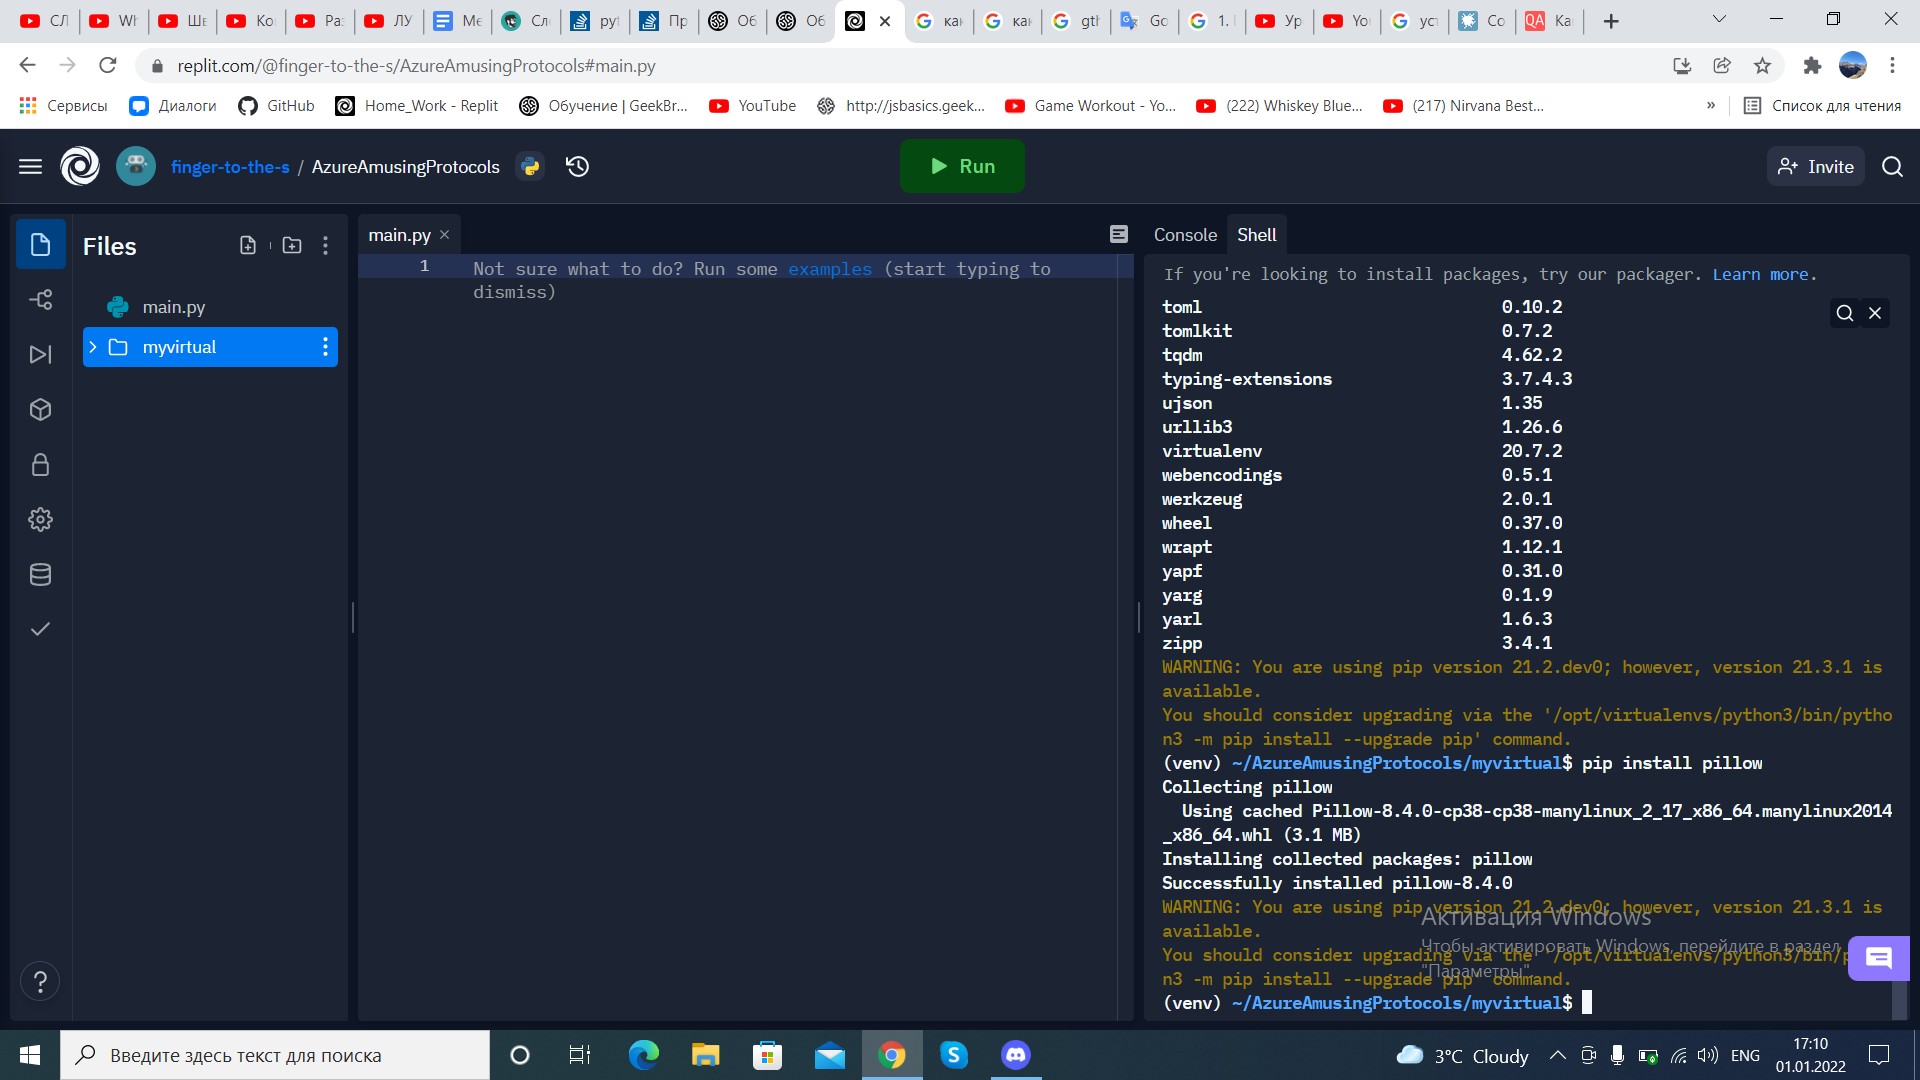 СЛ
Wh
Шв
Ко
Раз
ЛУ
Ме
Сл
pyt
Пр
Об
Об
как
как
gth
Go
1.
Ур
Yo
уст
Co
Ка
replit.com/@finger-to-the-s/AzureAmusingProtocols#main.py
Сервисы
Диалоги
GitHub
Home_Work - Replit
Обучение | GeekBr...
YouTube
http://jsbasics.geek...
Game Workout - Yo...
(222) Whiskey Blue...
(217) Nirvana Best...
»
Список для чтения
finger-to-the-s / AzureAmusingProtocols
Run
Invite
Files
main.py
myvirtual
main.py
1
Not sure what to do? Run some examples (start typing to
dismiss)
Console
Shell
If you're looking to install packages, try our packager. Learn more.
toml 0.10.2
tomlkit 0.7.2
tqdm 4.62.2
typing-extensions 3.7.4.3
ujson 1.35
urllib3 1.26.6
virtualenv 20.7.2
webencodings 0.5.1
werkzeug 2.0.1
wheel 0.37.0
wrapt 1.12.1
yapf 0.31.0
yarg 0.1.9
yarl 1.6.3
zipp 3.4.1
WARNING: You are using pip version 21.2.dev0; however, version 21.3.1 is
available.
You should consider upgrading via the '/opt/virtualenvs/python3/bin/pytho
n3 -m pip install --upgrade pip' command.
(venv) ~/AzureAmusingProtocols/myvirtual$ pip install pillow
Collecting pillow
Using cached Pillow-8.4.0-cp38-cp38-manylinux_2_17_x86_64.manylinux2014
_x86_64.whl (3.1 MB)
Installing collected packages: pillow
Successfully installed pillow-8.4.0
WARNING: You are using pip version 21.2.dev0; however, version 21.3.1 is
available.
You should consider upgrading via the '/opt/virtualenvs/python3/bin/p
n3 -m pip install --upgrade pip' command.
(venv) ~/AzureAmusingProtocols/myvirtual$
Активация Windows
Чтобы активировать Windows, перейдите в раздел
"Параметры".
?
Введите здесь текст для поиска
3°C Cloudy
ENG
17:10
01.01.2022